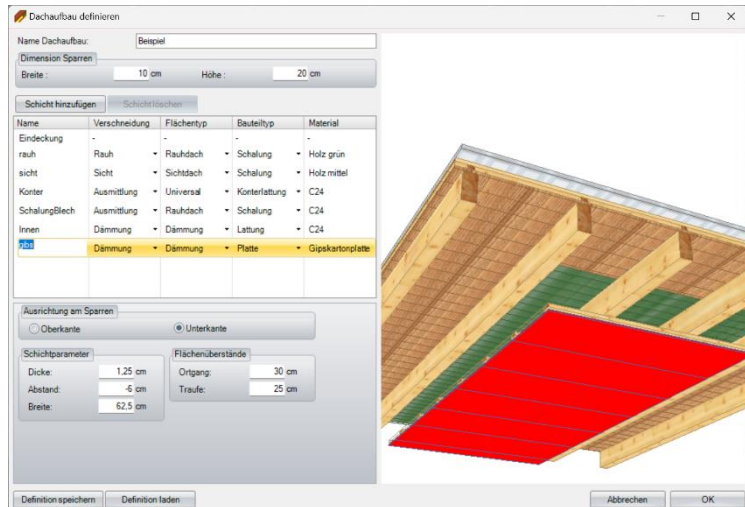 Dachaufbau definieren
Name Dachaufbau: Beispiel
Dimension Sparren
Breite : 10 cm Höhe : 20 cm
Schicht hinzufügen Schicht löschen
Name Verschneidung Flächentyp Bauteiltyp Material
Eindeckung - - - -
rauh Rauh Rauhdach Schalung Holz grün
sicht Sicht Sichtdach Schalung Holz mittel
Konter Ausmittlung Universal Konterlattung C24
SchalungBlech Ausmittlung Rauhdach Schalung C24
Innen Dämmung Dämmung Lattung C24
gbs Dämmung Dämmung Platte Gipskartonplatte
Ausrichtung am Sparren
Oberkante Unterkante
Schichtparameter Flächenüberstände
Dicke: 1,25 cm Ortgang: 30 cm
Abstand: -6 cm Traufe: 25 cm
Breite: 62,5 cm
Definition speichern Definition laden Abbrechen OK